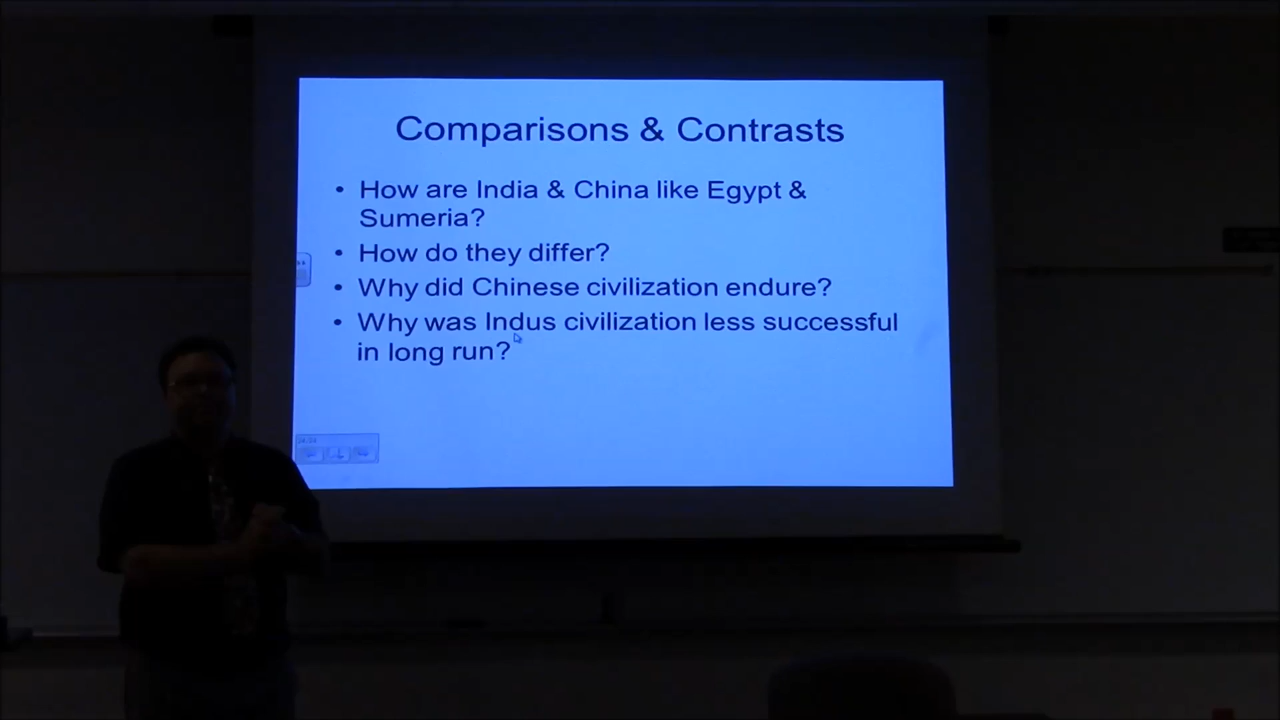 Comparisons & Contrasts
• How are India & China like Egypt &
Sumeria?
• How do they differ?
• Why did Chinese civilization endure?
• Why was Indus civilization less successful
in long run?